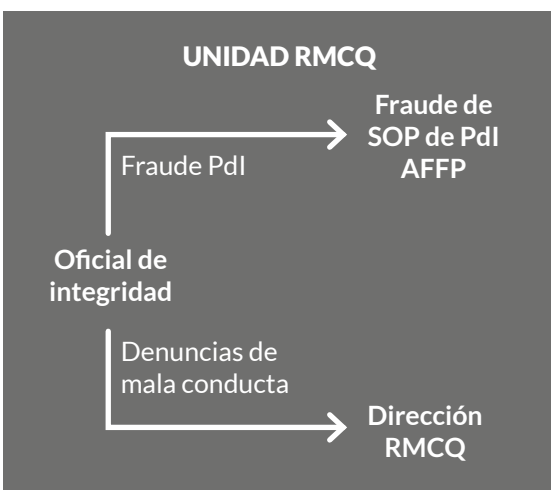 UNIDAD RMCQ
Fraude de
SOP de PdI
AFFP
Fraude PdI
Oficial de
integridad
Denuncias de
mala conducta
Dirección
RMCQ